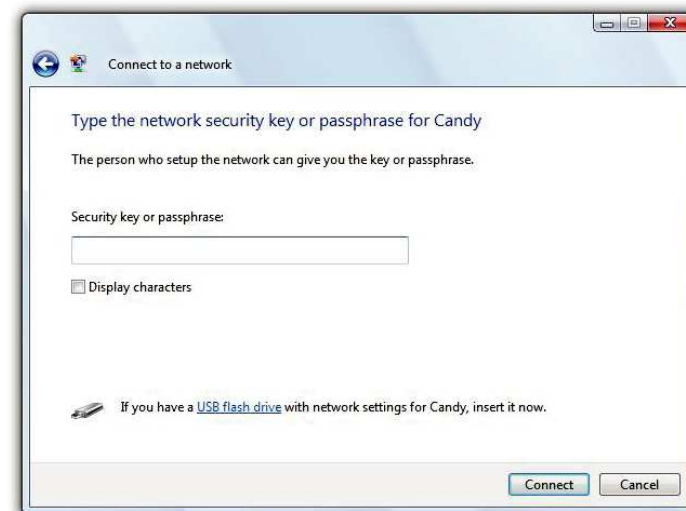 Connect to a network
Type the network security key or passphrase for Candy
The person who setup the network can give you the key or passphrase.
Security key or passphrase:
Display characters
If you have a USB flash drive with network settings for Candy, insert it now.
Connect Cancel